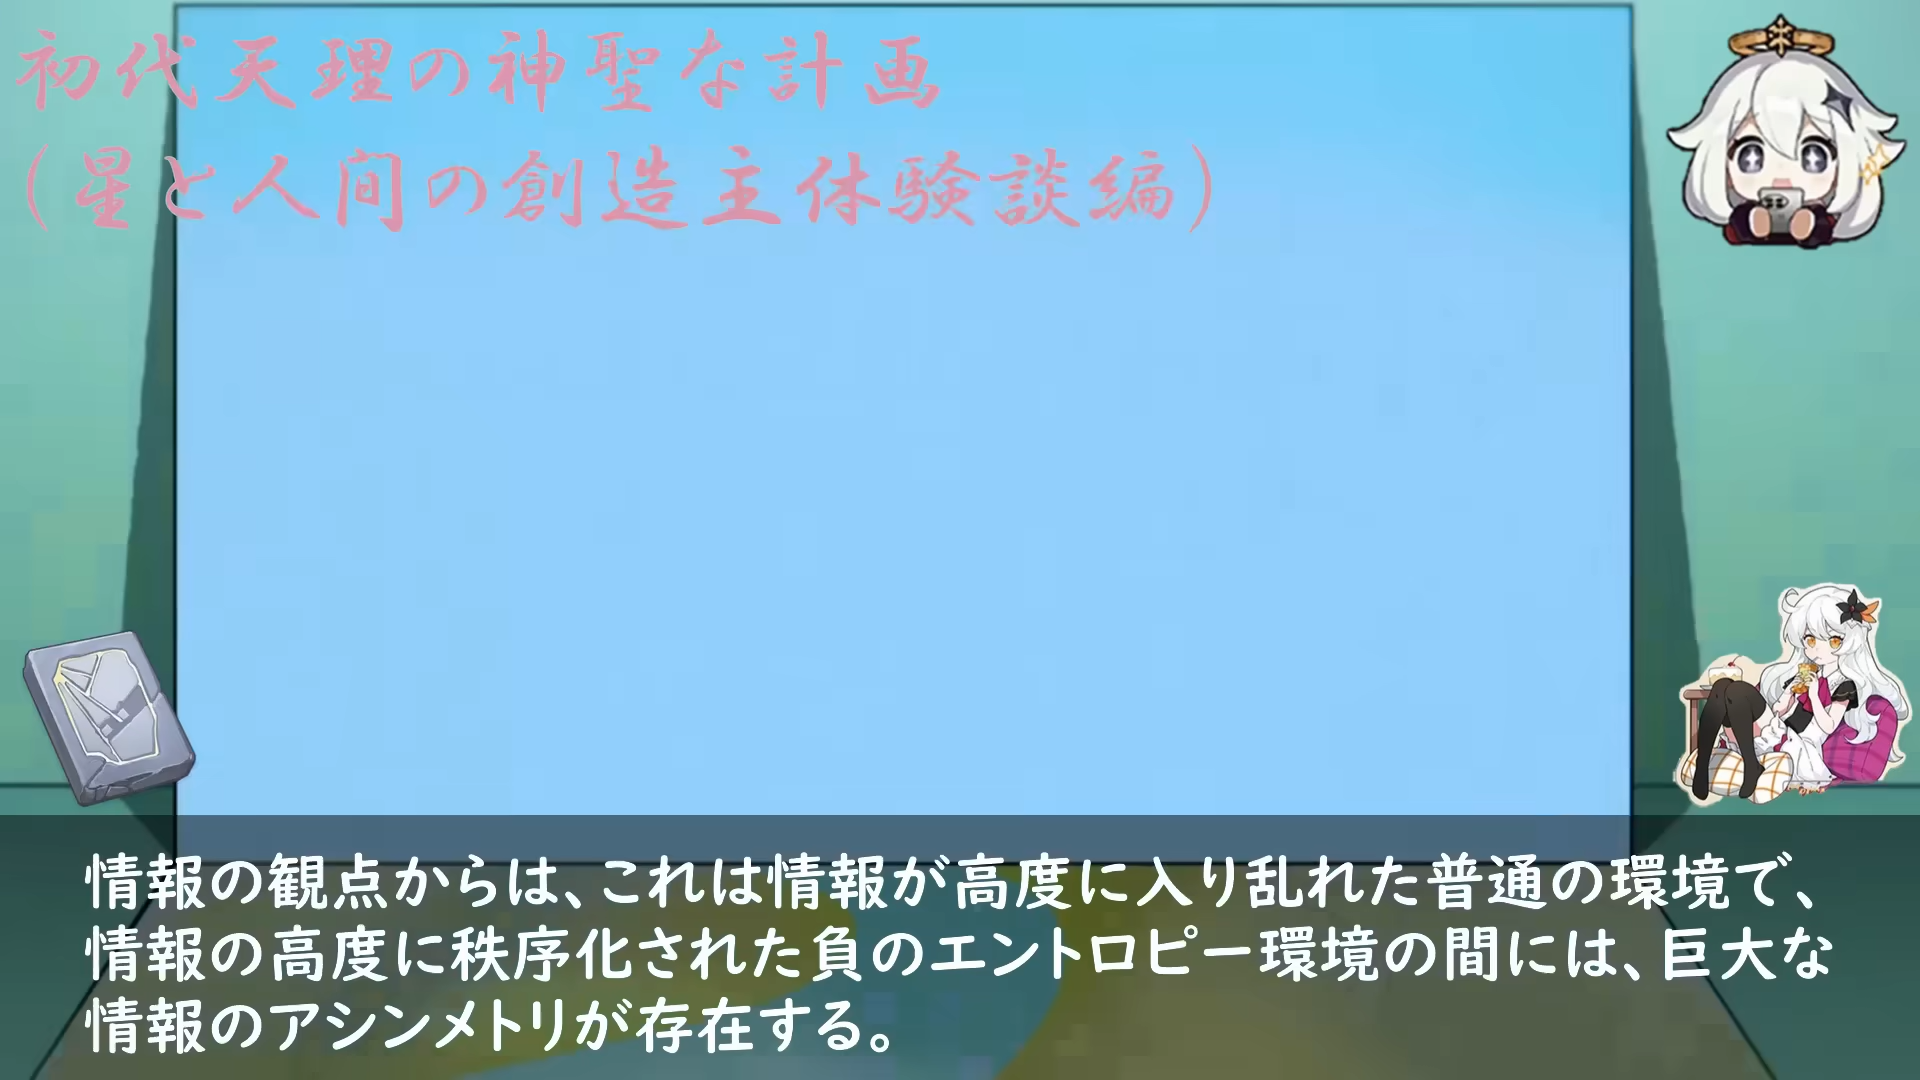 初代天理の神聖な計画
（星と人間の創造主体験談編）
情報の観点からは、これは情報が高度に入り乱れた普通の環境で、
情報の高度に秩序化された負のエントロピー環境の間には、巨大な
情報のアシンメトリが存在する。